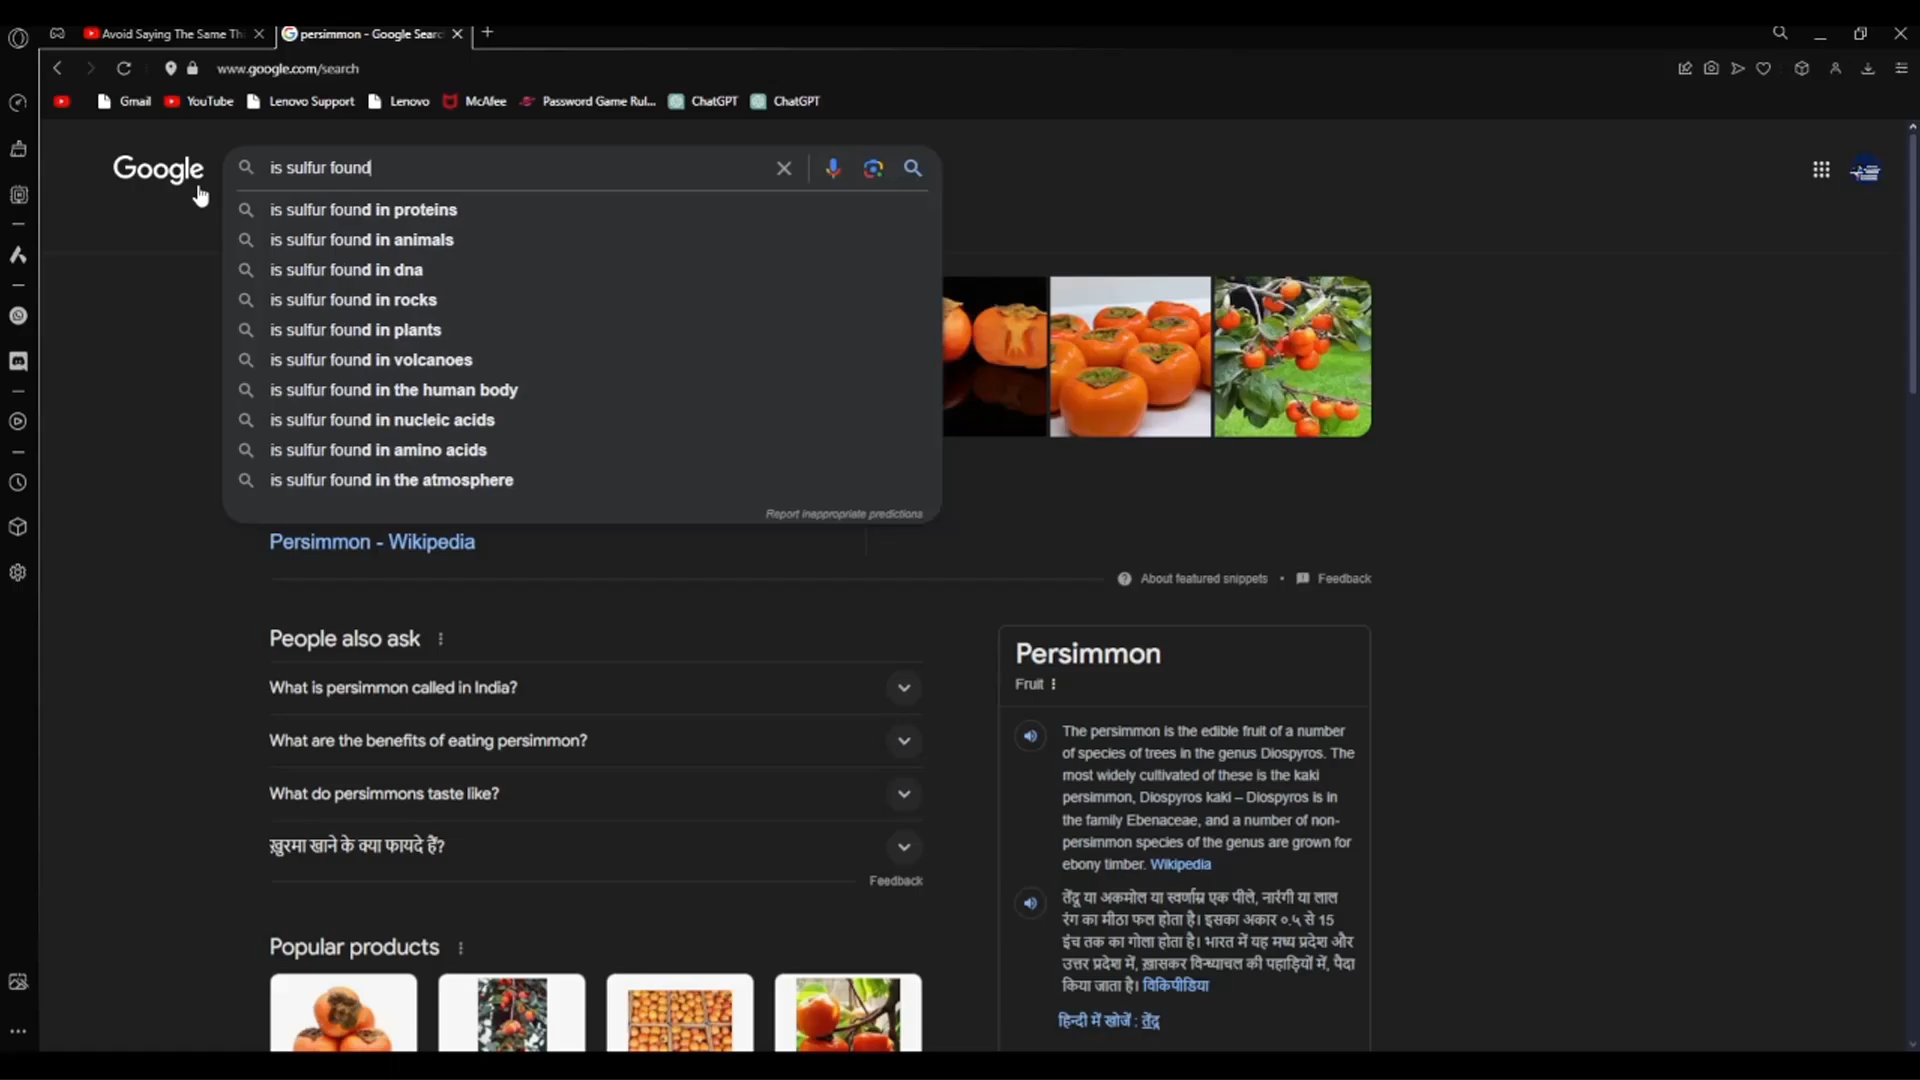 Avoid Saying The Same Thi
persimmon - Google Searc
www.google.com/search
Gmail
YouTube
Lenovo Support
Lenovo
McAfee
Password Game Rul...
ChatGPT
ChatGPT
Google
is sulfur found
is sulfur found in proteins
is sulfur found in animals
is sulfur found in dna
is sulfur found in rocks
is sulfur found in plants
is sulfur found in volcanoes
is sulfur found in the human body
is sulfur found in nucleic acids
is sulfur found in amino acids
is sulfur found in the atmosphere
Report inappropriate predictions
Persimmon - Wikipedia
About featured snippets • Feedback
People also ask
What is persimmon called in India?
What are the benefits of eating persimmon?
What do persimmons taste like?
ख़ुरमा खाने के क्या फायदे हैं?
Feedback
Popular products
Persimmon
Fruit
The persimmon is the edible fruit of a number
of species of trees in the genus Diospyros. The
most widely cultivated of these is the kaki
persimmon, Diospyros kaki – Diospyros is in
the family Ebenaceae, and a number of non-
persimmon species of the genus are grown for
ebony timber. Wikipedia
तेंदू या अकमोल या स्वर्णाम्र एक पीले, नारंगी या लाल
रंग का मीठा फल होता है। इसका अकार ०.५ से 15
इंच तक का गोला होता है। भारत में यह मध्य प्रदेश और
उत्तर प्रदेश में, ख़ासकर विन्ध्याचल की पहाड़ियों में, पैदा
किया जाता है। विकिपीडिया
हिन्दी में खोजें : तेंदू